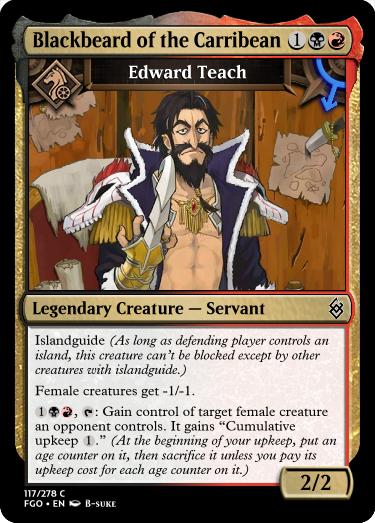 Blackbeard of the Carribean 1
Edward Teach
Legendary Creature — Servant
Islandguide (As long as defending player controls an
island, this creature can't be blocked except by other
creatures with islandguide.)
Female creatures get -1/-1.
1 , : Gain control of target female creature
an opponent controls. It gains "Cumulative
upkeep 1." (At the beginning of your upkeep, put an
age counter on it, then sacrifice it unless you pay its
upkeep cost for each age counter on it.)
2/2
117/278 C
FGO • EN B-suke